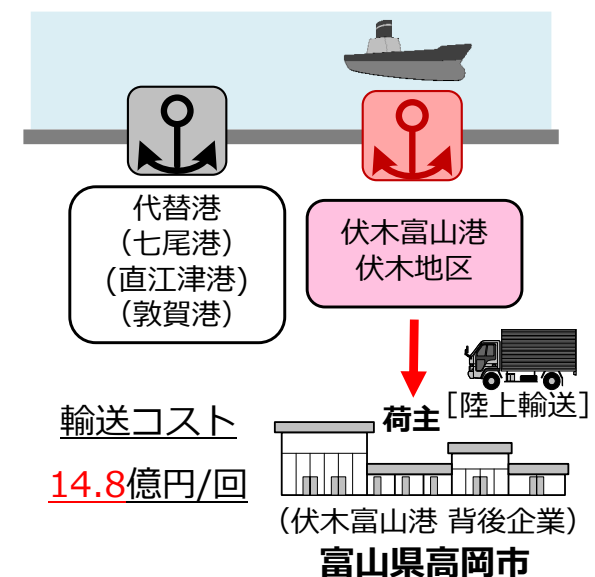 代替港
（七尾港）
(直江津港)
（敦賀港）
伏木富山港
伏木地区
荷主
[陸上輸送]
輸送コスト
14.8億円/回
（伏木富山港 背後企業）
富山県高岡市